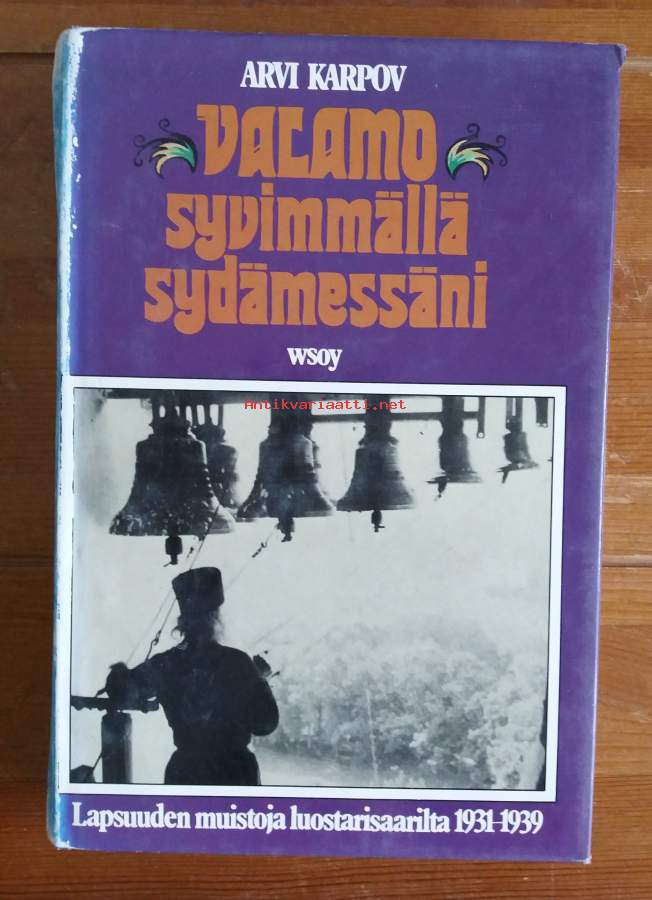 ARVI KARPOV
VALAMO
syvimmällä
sydämessäni
wsoy
Antikvariaatti.net
Lapsuuden muistoja luostarisaarilta 1931-1939